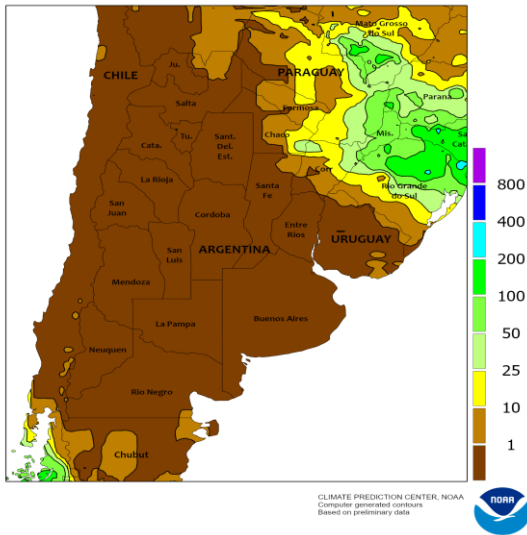 Mato Grosso
do Sul
Ju.
CHILE
PARAGUAY
Parana
Salta
Formosa
Tu.
Chaco
Mis.
Cata.
Sant.
Del.
Est.
Corr
La Rioja
Santa
Fe
Rio Grande
do Sul
San
Juan
Cordoba
Entre
Rios
URUGUAY
San
Luis
ARGENTINA
Mendoza
La Pampa
Buenos Aires
Neuquen
Rio Negro
Chubut
800
400
200
100
50
25
10
1
CLIMATE PREDICTION CENTER, NOAA
Computer generated contours
Based on preliminary data
NOAA